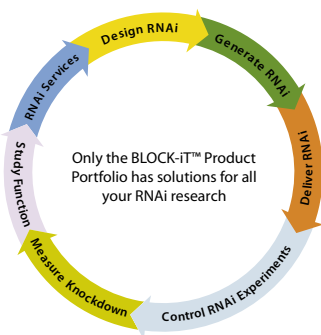 Design RNAi
Generate RNAi
Deliver RNAi
Control RNAi Experiments
Measure Knockdown
Study Function
RNAi Services
Only the BLOCK-iT™ Product
Portfolio has solutions for all
your RNAi research